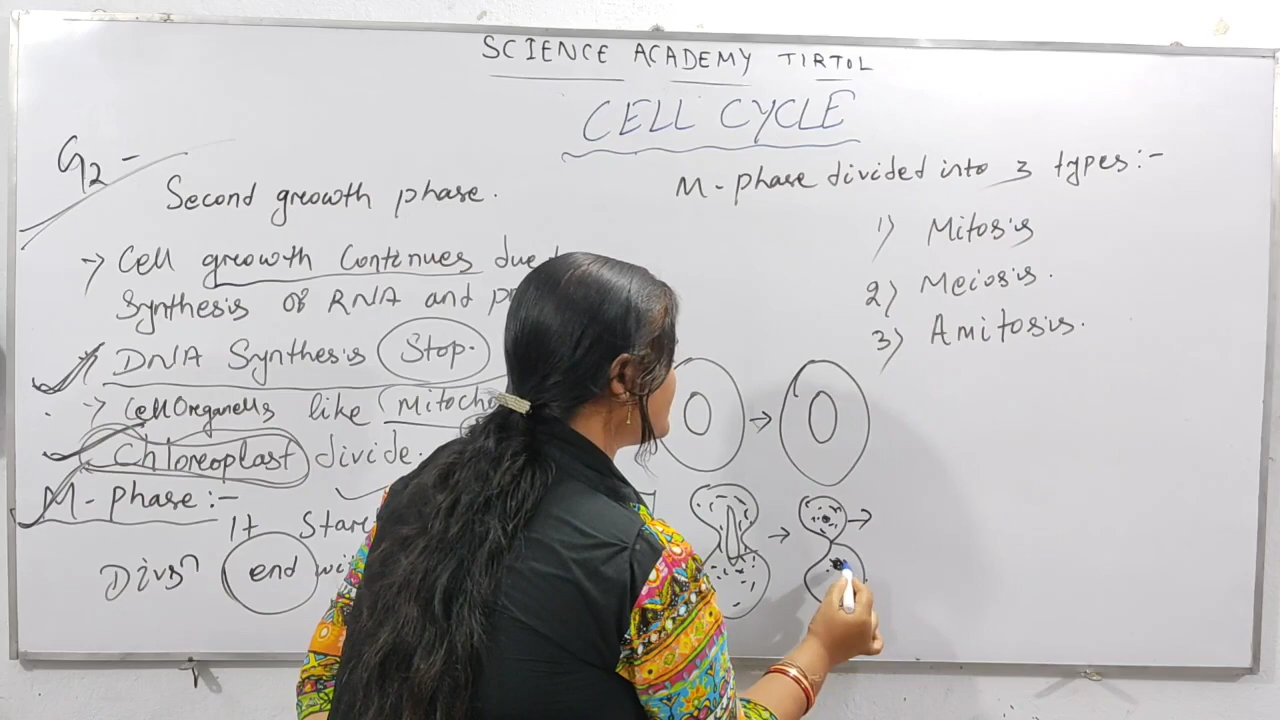 SCIENCE ACADEMY TIRTOL
CELL CYCLE
G2 -
Second growth phase.
→ Cell growth Continues due
Synthesis of RNA and
→ DNA Synthesis Stop.
→ Cell Organells like (Mitocho
Chloreoplast divide.
M-phase:-
It Star
Divsn end wi
M-phase divided into 3 types:-
1) Mitosis
2) Meiosis.
3) Amitosis.